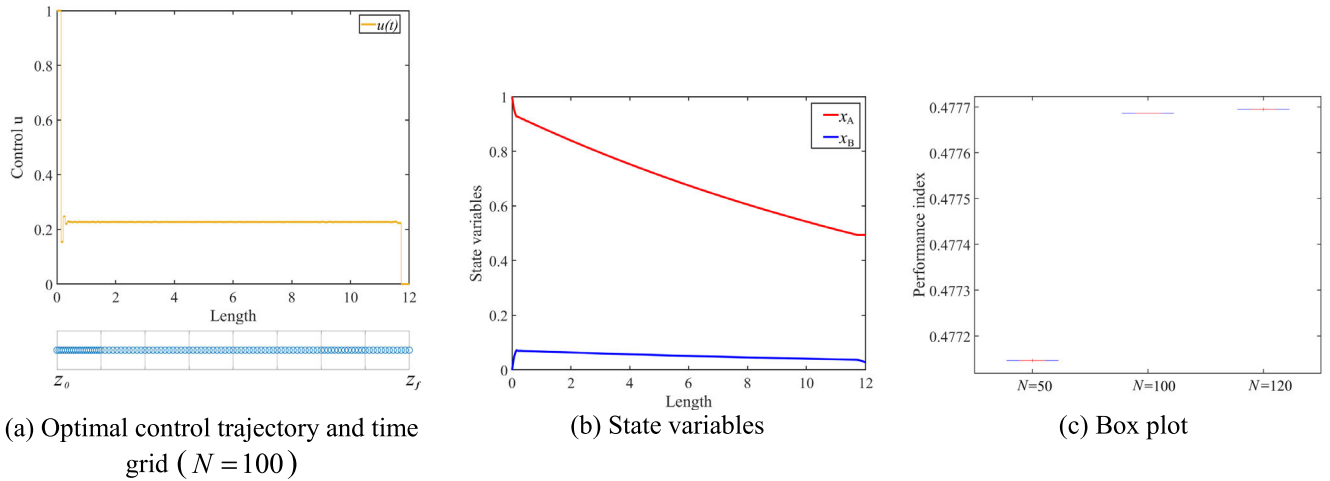 1
0.8
0.6
0.4
0.2
0
Control u
u(t)
0 2 4 6 8 10 12
Length
z0 zf
(a) Optimal control trajectory and time
grid ( N = 100 )
1
0.8
0.6
0.4
0.2
0
State variables
xA
xB
0 2 4 6 8 10 12
Length
(b) State variables
0.4777
0.4776
0.4775
0.4774
0.4773
0.4772
Performance index
N=50 N=100 N=120
(c) Box plot